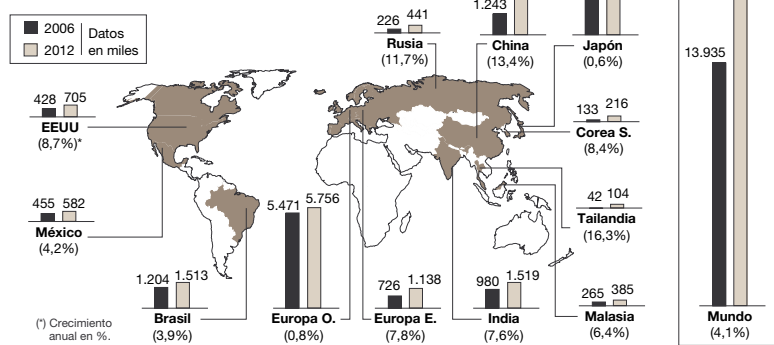 2006
2012
Datos
en miles
226 441
Rusia
(11,7%)
1.243
China
(13,4%)
Japón
(0,6%)
13.935
428 705
EEUU
(8,7%)*
133 216
Corea S.
(8,4%)
455 582
México
(4,2%)
5.471 5.756
42 104
Tailandia
(16,3%)
1.204 1.513
Brasil
(3,9%)
Europa O.
(0,8%)
726 1.138
Europa E.
(7,8%)
980 1.519
India
(7,6%)
265 385
Malasia
(6,4%)
Mundo
(4,1%)
(*) Crecimiento
anual en %.